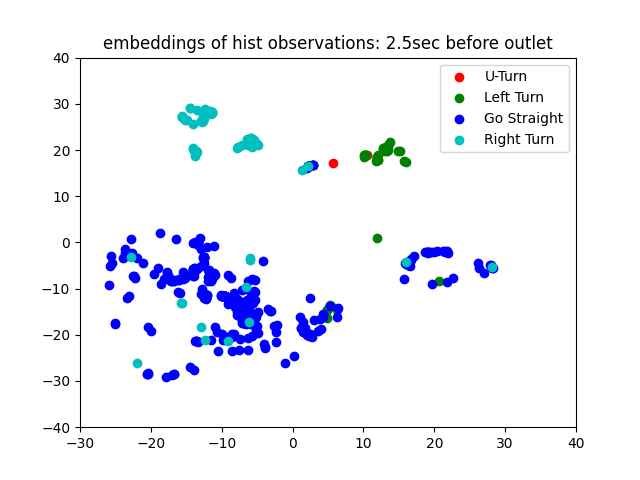 embeddings of hist observations: 2.5sec before outlet
U-Turn
Left Turn
Go Straight
Right Turn
40
30
20
10
0
−10
−20
−30
−40
−30 −20 −10 0 10 20 30 40